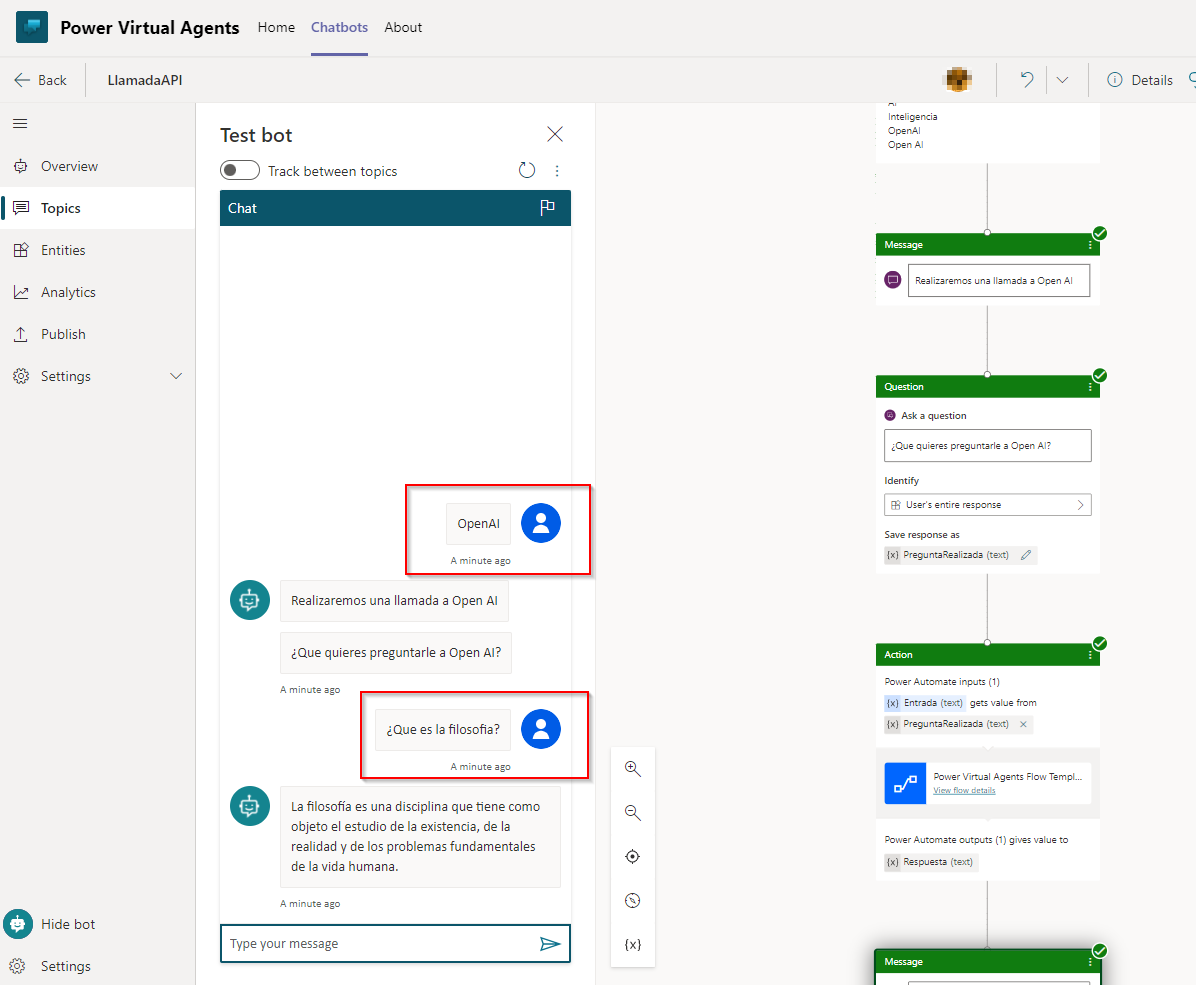 Power Virtual Agents
Home
Chatbots
About
Back
LlamadaAPI
Details
Overview
Topics
Entities
Analytics
Publish
Settings
Hide bot
Settings
Test bot
Track between topics
Chat
OpenAI
A minute ago
Realizaremos una llamada a Open AI
¿Que quieres preguntarle a Open AI?
A minute ago
¿Que es la filosofia?
A minute ago
La filosofía es una disciplina que tiene como
objeto el estudio de la existencia, de la
realidad y de los problemas fundamentales
de la vida humana.
A minute ago
Type your message
{x}
AI
Inteligencia
OpenAI
Open AI
Message
Realizaremos una llamada a Open AI
Question
Ask a question
¿Que quieres preguntarle a Open AI?
Identify
User's entire response
Save response as
{x} PreguntaRealizada (text)
Action
Power Automate inputs (1)
{x} Entrada (text) gets value from
{x} PreguntaRealizada (text)
Power Virtual Agents Flow Templ...
View flow details
Power Automate outputs (1) gives value to
{x} Respuesta (text)
Message